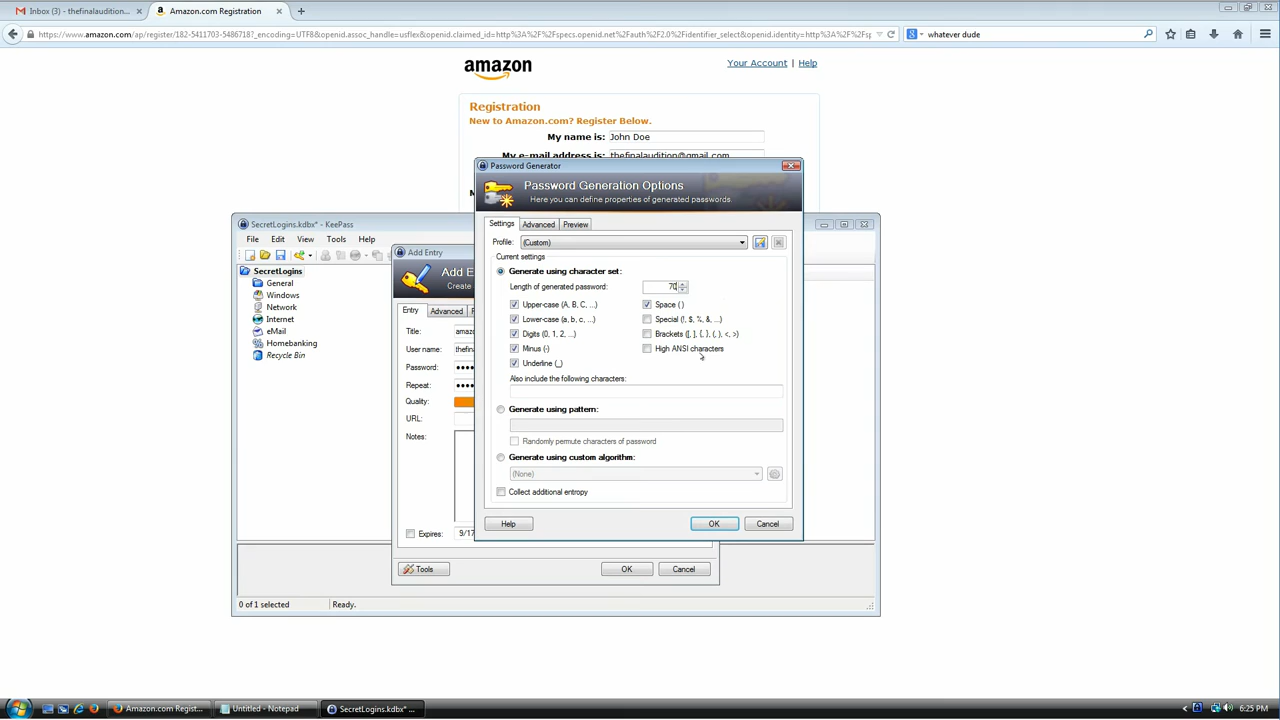 Inbox (3) - thefinalaudition...
Amazon.com Registration
https://www.amazon.com/ap/register/182-5411703-5486718?_encoding=UTF8&openid.assoc_handle=usflex&openid.claimed_id=http%3A%2F%2Fspecs.openid.net%2Fauth%2F2.0%2Fidentifier_select&openid.identity=http%3A%2F%2Fsp
whatever dude
amazon
Your Account | Help
Registration
New to Amazon.com? Register Below.
My name is: John Doe
My e-mail address is: thefinalaudition@gmail.com
SecretLogins.kdbx* - KeePass
File Edit View Tools Help
SecretLogins
General
Windows
Network
eMail
Homebanking
Recycle Bin
0 of 1 selected
Ready.
Add Entry
Add E
Create
Entry
Advanced
Title: amaz
User name: thefin
Password:
Repeat:
Quality:
URL:
Notes:
Expires: 9/17
Tools
OK
Cancel
Password Generator
Password Generation Options
Here you can define properties of generated passwords.
Settings
Advanced
Preview
Profile: (Custom)
Current settings
Generate using character set:
Length of generated password: 70
Upper-case (A, B, C, ...)
Space ( )
Lower-case (a, b, c, ...)
Special (!, $, %, &, ...)
Digits (0, 1, 2, ...)
Brackets ([, ], {, }, (, ), <, >)
Minus (-)
High ANSI characters
Underline (_)
Also include the following characters:
Generate using pattern:
Randomly permute characters of password
Generate using custom algorithm:
(None)
Collect additional entropy
Help
OK
Cancel
Amazon.com Regist...
Untitled - Notepad
SecretLogins.kdbx* ...
6:25 PM